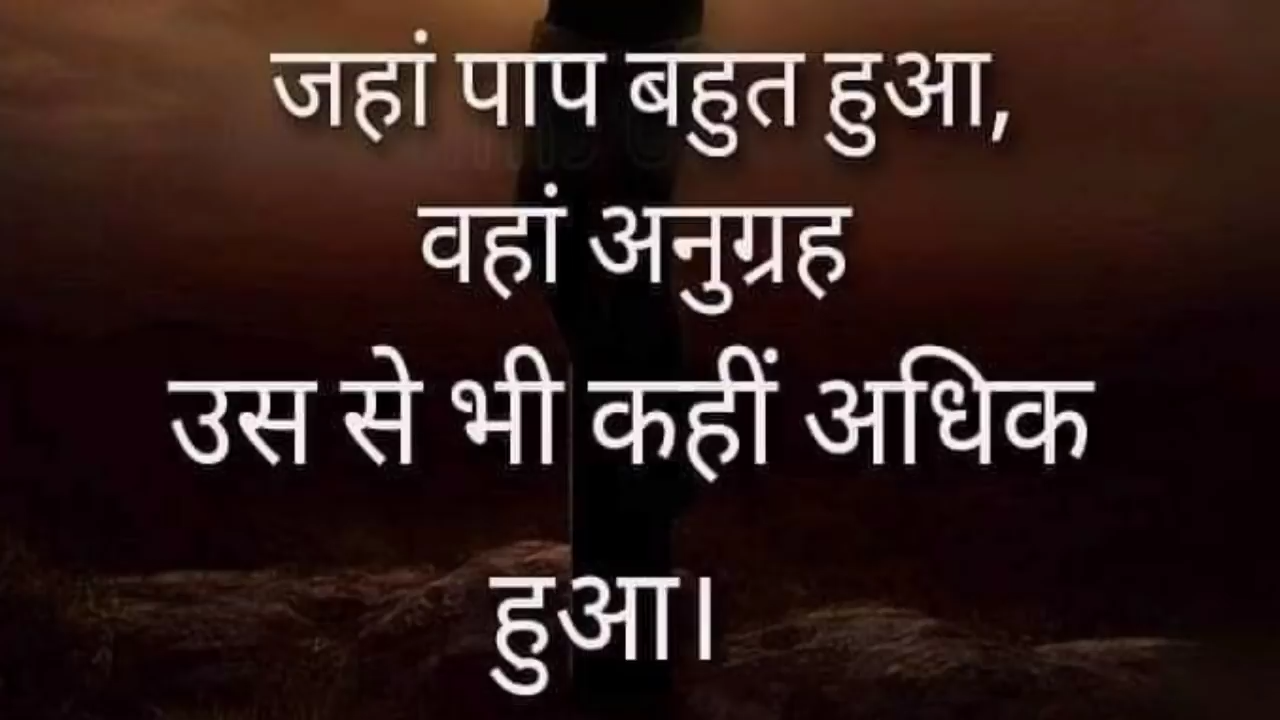 जहां पाप बहुत हुआ,
वहां अनुग्रह
उस से भी कहीं अधिक
हुआ।